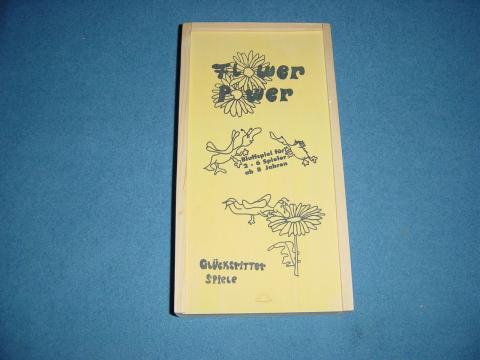 Flower
Power
Bluffspiel für
2 - 6 Spieler
ab 8 Jahren
GLÜCKSRITTER
SPIELE